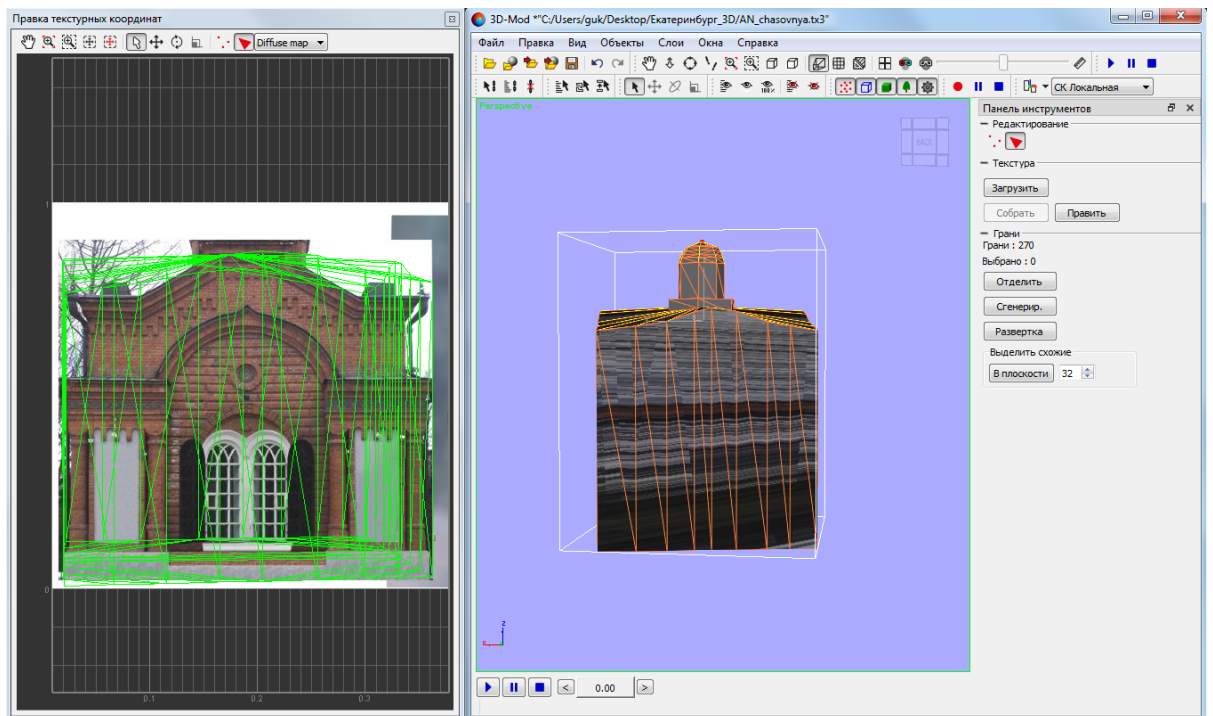 Правка текстурных координат
Diffuse map
1
0
0.1
0.2
0.3
3D-Mod *"C:/Users/guk/Desktop/Екатеринбург_3D/AN_chasovnya.tx3"
Файл Правка Вид Объекты Слои Окна Справка
100%
СК Локальная
Perspective
BACK
z
x
0.00
Панель инструментов
Редактирование
Текстура
Загрузить
Собрать Править
Грани
Грани : 270
Выбрано : 0
Отделить
Сгенерир.
Развертка
Выделить схожие
В плоскости 32